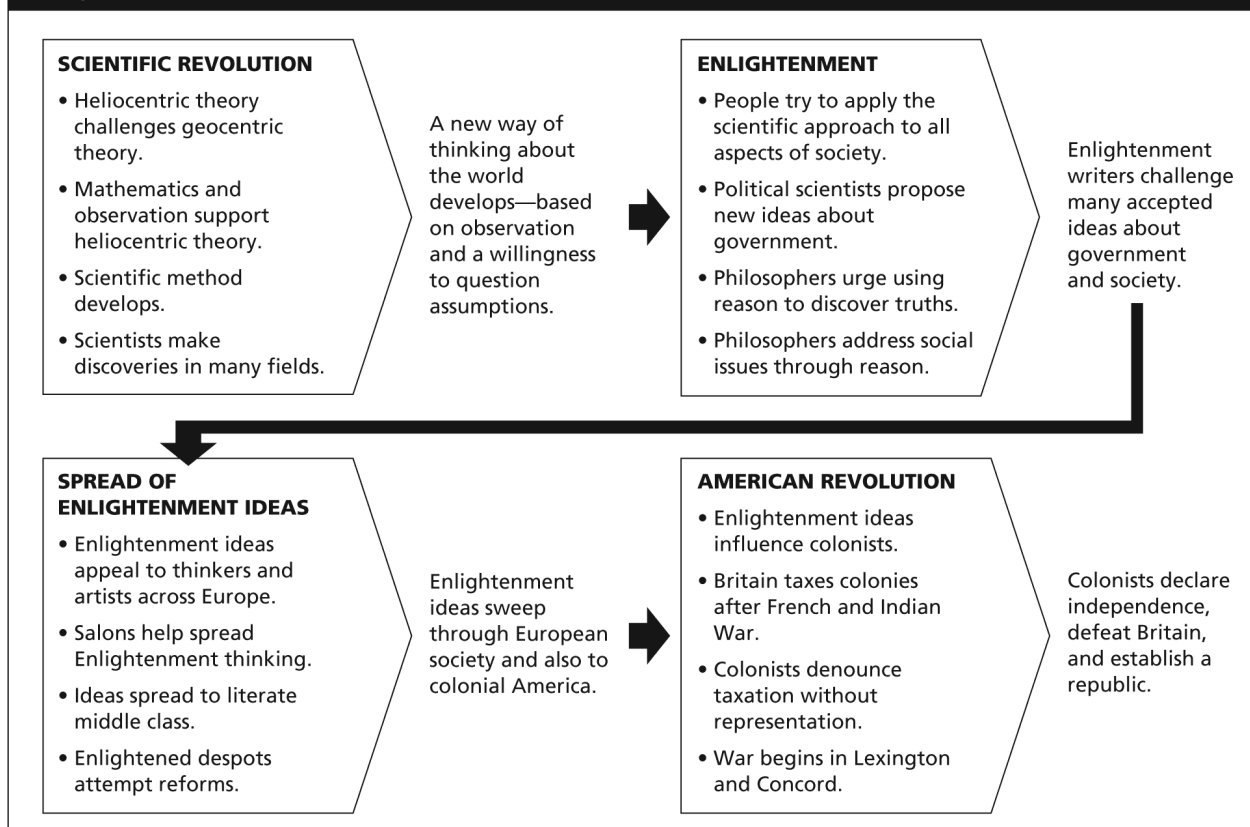 SCIENTIFIC REVOLUTION
• Heliocentric theory
challenges geocentric
theory.
• Mathematics and
observation support
heliocentric theory.
• Scientific method
develops.
• Scientists make
discoveries in many fields.
A new way of
thinking about
the world
develops—based
on observation
and a willingness
to question
assumptions.
ENLIGHTENMENT
• People try to apply the
scientific approach to all
aspects of society.
• Political scientists propose
new ideas about
government.
• Philosophers urge using
reason to discover truths.
• Philosophers address social
issues through reason.
Enlightenment
writers challenge
many accepted
ideas about
government
and society.
SPREAD OF
ENLIGHTENMENT IDEAS
• Enlightenment ideas
appeal to thinkers and
artists across Europe.
• Salons help spread
Enlightenment thinking.
• Ideas spread to literate
middle class.
• Enlightened despots
attempt reforms.
Enlightenment
ideas sweep
through European
society and also to
colonial America.
AMERICAN REVOLUTION
• Enlightenment ideas
influence colonists.
• Britain taxes colonies
after French and Indian
War.
• Colonists denounce
taxation without
representation.
• War begins in Lexington
and Concord.
Colonists declare
independence,
defeat Britain,
and establish a
republic.